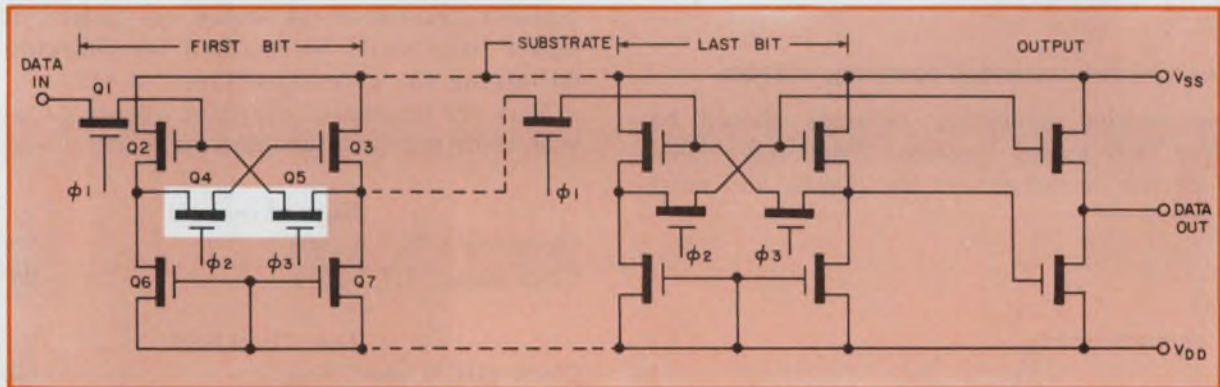 FIRST BIT
SUBSTRATE
LAST BIT
OUTPUT
DATA
IN
Q1
VSS
Q2
Q3
ϕ1
Q4
Q5
ϕ1
DATA
OUT
ϕ2
ϕ3
ϕ2
ϕ3
Q6
Q7
VDD